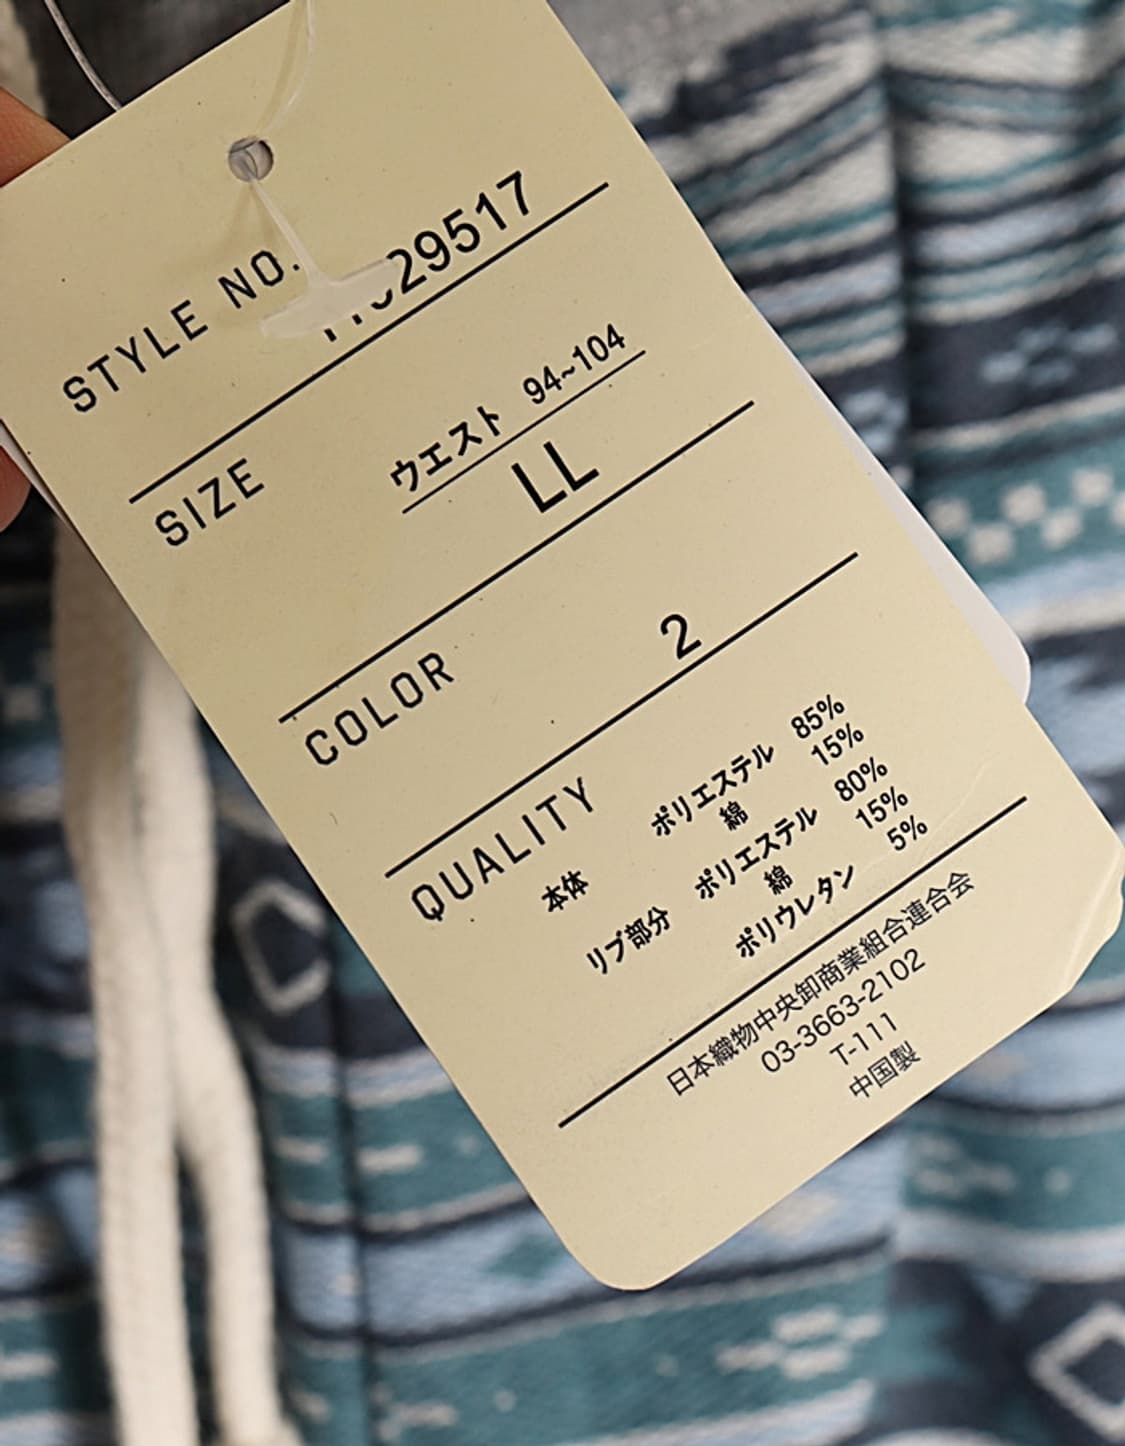 STYLE NO. 29517
SIZE ウエスト 94~104
LL
COLOR 2
QUALITY
本体 ポリエステル 85%
綿 15%
リブ部分 ポリエステル 80%
綿 15%
ポリウレタン 5%
日本織物中央卸商業組合連合会
03-3663-2102
T-111
中国製